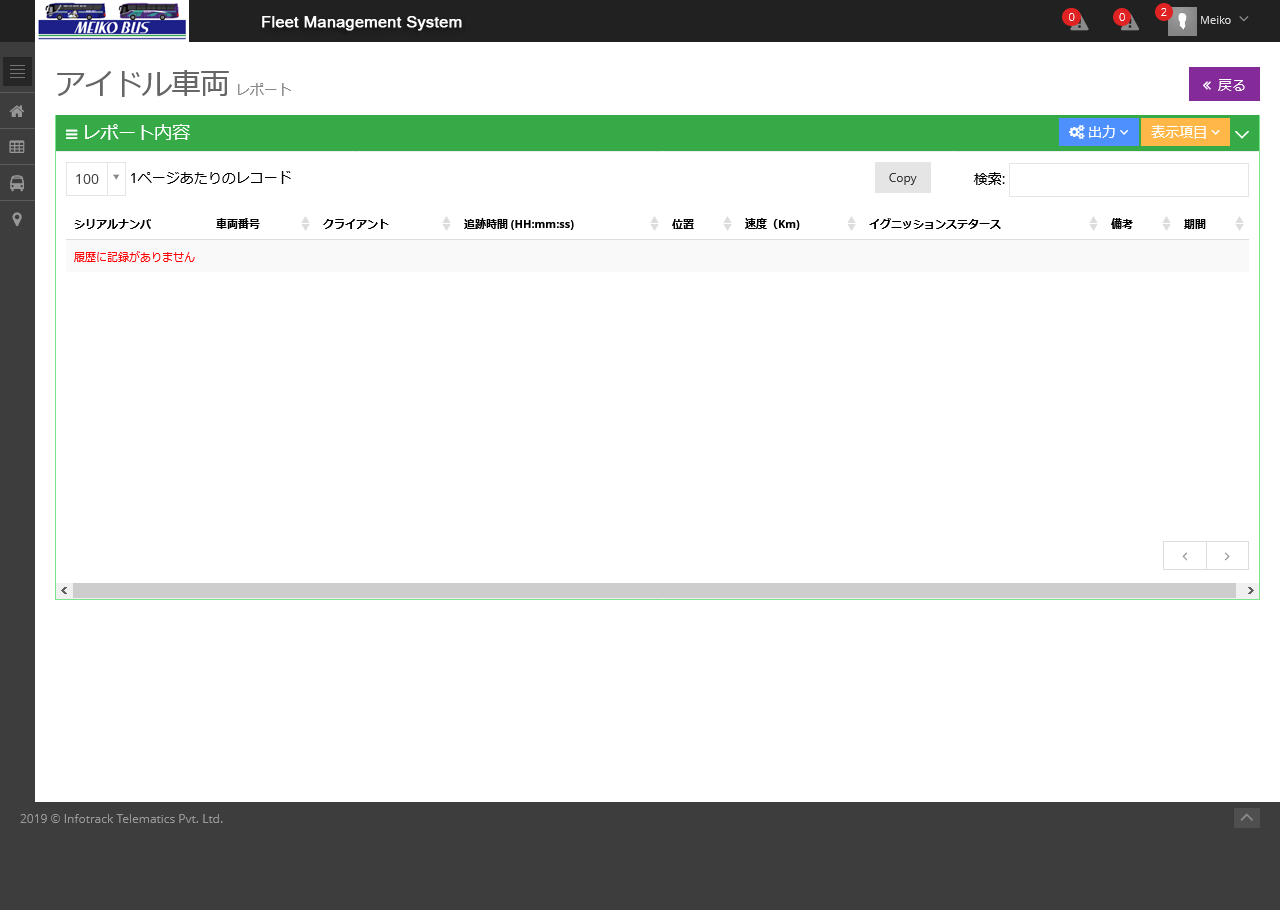 MEIKO BUS
Fleet Management System
0
0
2
Meiko
アイドル車両 レポート
戻る
レポート内容
出力
表示項目
100
1ページあたりのレコード
Copy
検索:
シリアルナンバ
車両番号
クライアント
追跡時間 (HH:mm:ss)
位置
速度（Km)
イグニッションステタース
備考
期間
履歴に記録がありません
2019 © Infotrack Telematics Pvt. Ltd.